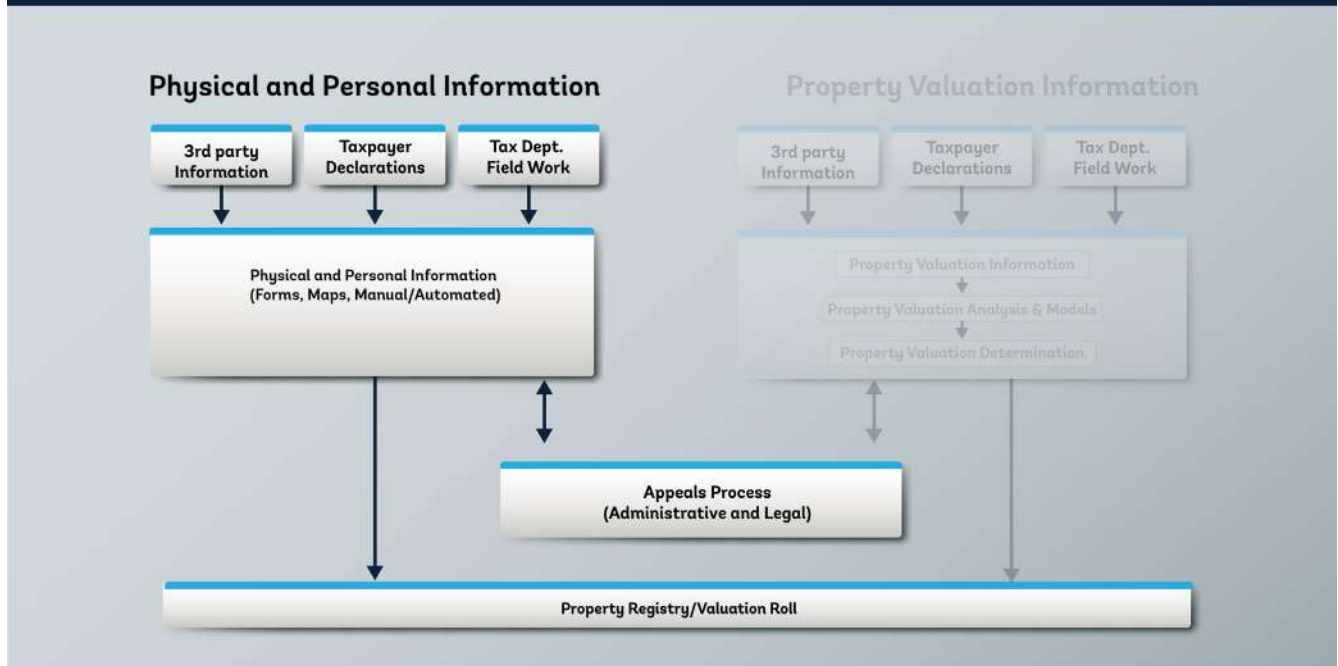 Physical and Personal Information
3rd party
Information
Taxpayer
Declarations
Tax Dept.
Field Work
Physical and Personal Information
(Forms, Maps, Manual/Automated)
Property Valuation Information
3rd party
Information
Taxpayer
Declarations
Tax Dept.
Field Work
Property Valuation Information
Property Valuation Analysis & Models
Property Valuation Determination
Appeals Process
(Administrative and Legal)
Property Registry/Valuation Roll